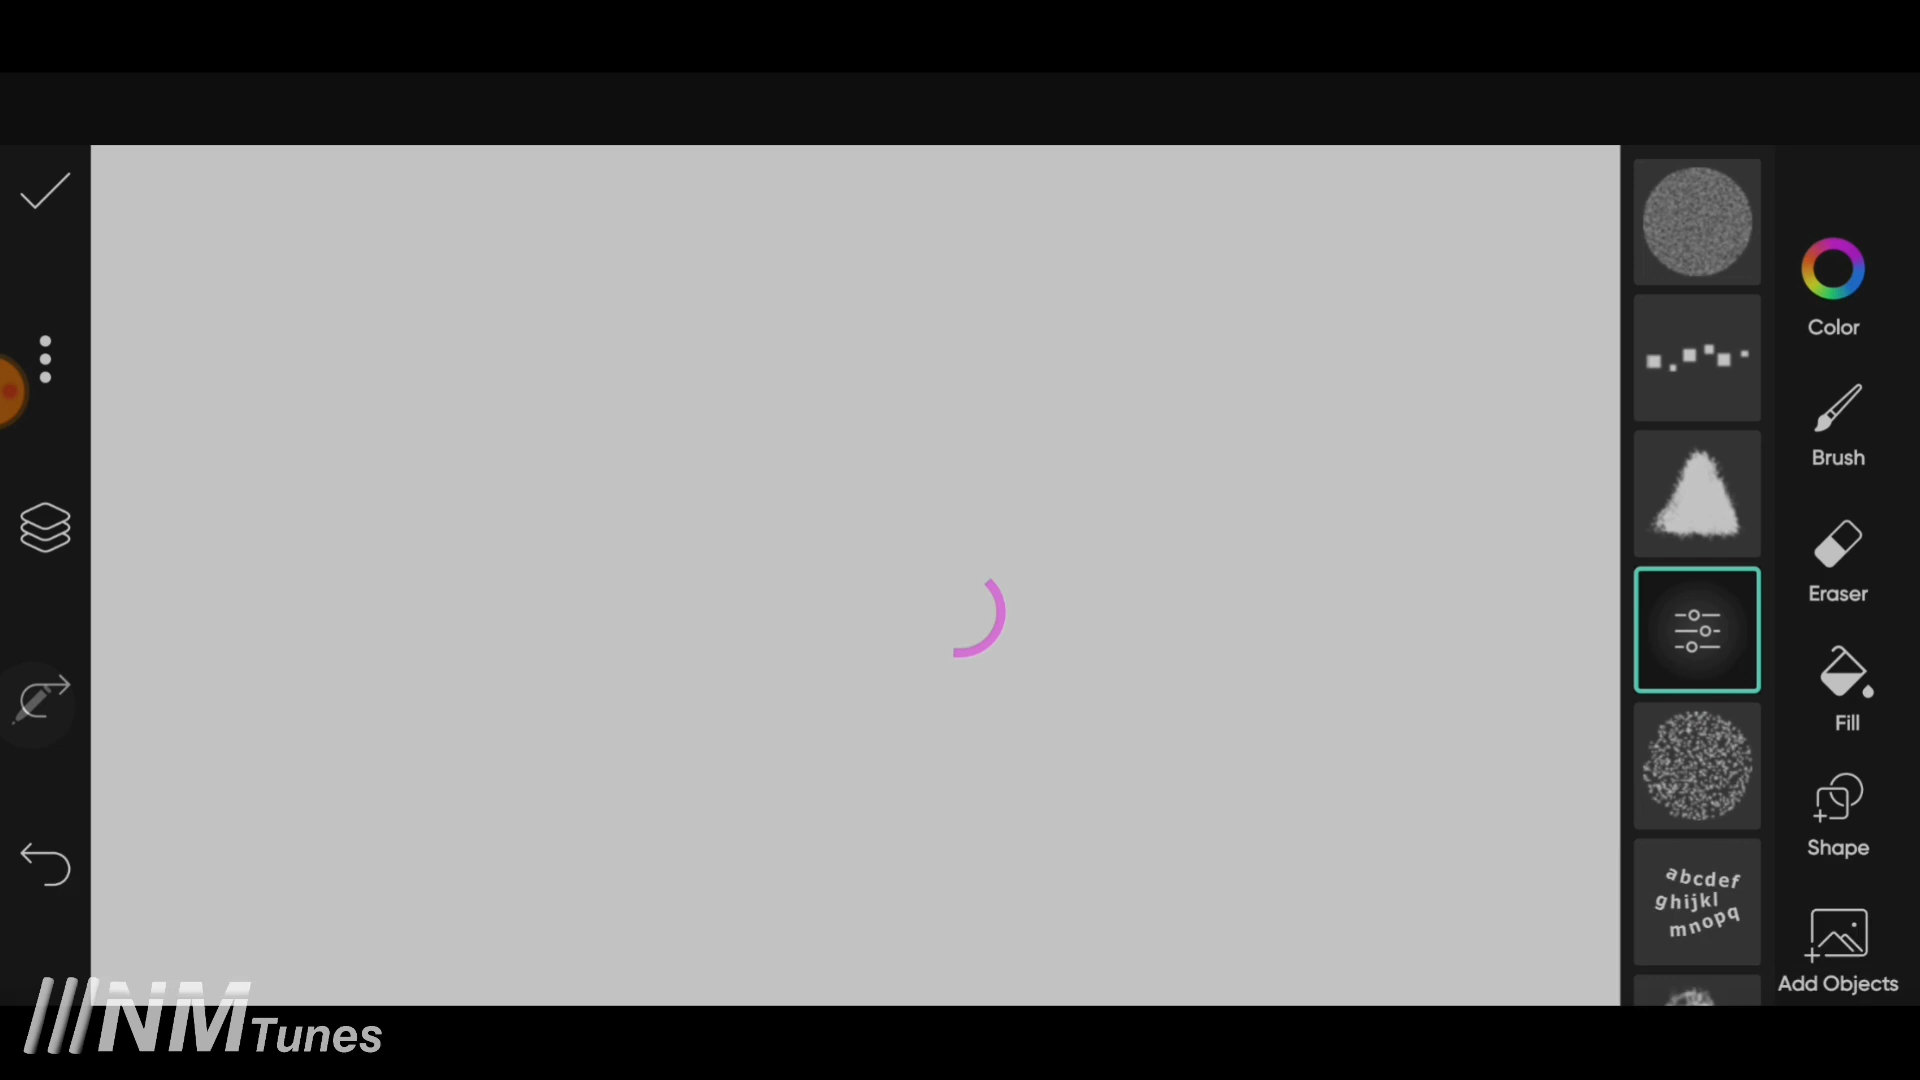 Color
Brush
Eraser
Fill
Shape
abcdef
ghijkl
mnopq
Add Objects
NM Tunes